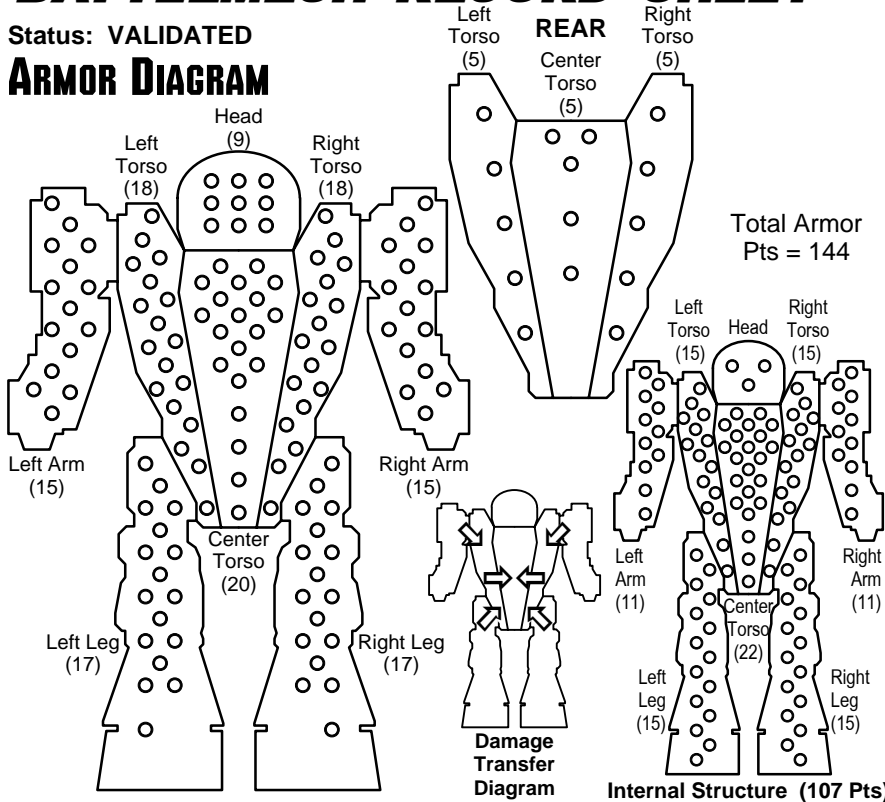 BATTLEMECH RECORD SHEET
Status: VALIDATED
ARMOR DIAGRAM
Head
(9)
Left
Torso
(18)
Right
Torso
(18)
Left Arm
(15)
Right Arm
(15)
Center
Torso
(20)
Left Leg
(17)
Right Leg
(17)
Left
Torso
(5)
REAR
Center
Torso
(5)
Right
Torso
(5)
Total Armor
Pts = 144
Left
Torso
(15)
Head
Right
Torso
(15)
Left
Arm
(11)
Right
Arm
(11)
Center
Torso
(22)
Left
Leg
(15)
Right
Leg
(15)
Damage
Transfer
Diagram
Internal Structure (107 Pts)